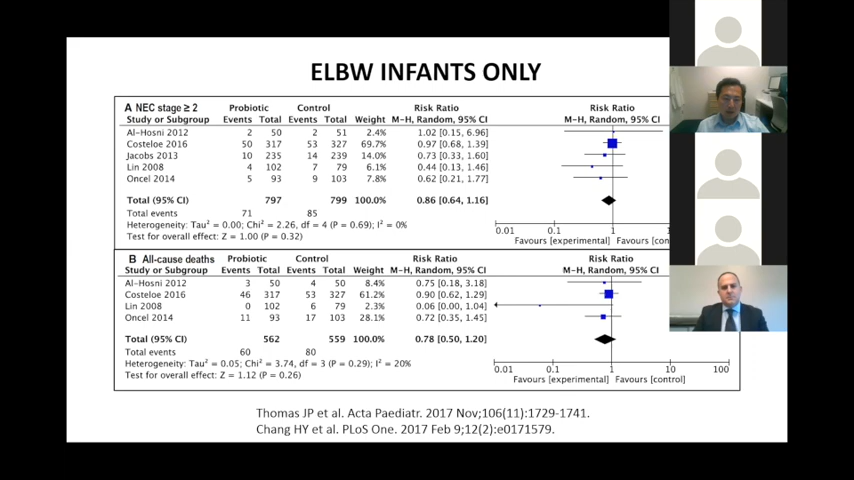 ELBW INFANTS ONLY
A NEC stage ≥ 2 Probiotic Control Risk Ratio Risk Ratio
Study or Subgroup Events Total Events Total Weight M-H, Random, 95% CI M-H, Random, 95% CI
Al-Hosni 2012 2 50 2 51 2.4% 1.02 [0.15, 6.96]
Costeloe 2016 50 317 53 327 69.7% 0.97 [0.68, 1.39]
Jacobs 2013 10 235 14 239 14.0% 0.73 [0.33, 1.60]
Lin 2008 4 102 7 79 6.1% 0.44 [0.13, 1.46]
Oncel 2014 5 93 9 103 7.8% 0.62 [0.21, 1.77]
Total (95% CI) 797 799 100.0% 0.86 [0.64, 1.16]
Total events 71 85
Heterogeneity: Tau² = 0.00; Chi² = 2.26, df = 4 (P = 0.69); I² = 0%
Test for overall effect: Z = 1.00 (P = 0.32)
0.01 0.1 1
Favours [experimental] Favours [con
B All-cause deaths Probiotic Control Risk Ratio Risk Ratio
Study or Subgroup Events Total Events Total Weight M-H, Random, 95% CI M-H, Random, 95% CI
Al-Hosni 2012 3 50 4 50 8.4% 0.75 [0.18, 3.18]
Costeloe 2016 46 317 53 327 61.2% 0.90 [0.62, 1.29]
Lin 2008 0 102 6 79 2.3% 0.06 [0.00, 1.04]
Oncel 2014 11 93 17 103 28.1% 0.72 [0.35, 1.45]
Total (95% CI) 562 559 100.0% 0.78 [0.50, 1.20]
Total events 60 80
Heterogeneity: Tau² = 0.05; Chi² = 3.74, df = 3 (P = 0.29); I² = 20%
Test for overall effect: Z = 1.12 (P = 0.26)
0.01 0.1 1 10 100
Favours [experimental] Favours [control]
Thomas JP et al. Acta Paediatr. 2017 Nov;106(11):1729-1741.
Chang HY et al. PLoS One. 2017 Feb 9;12(2):e0171579.